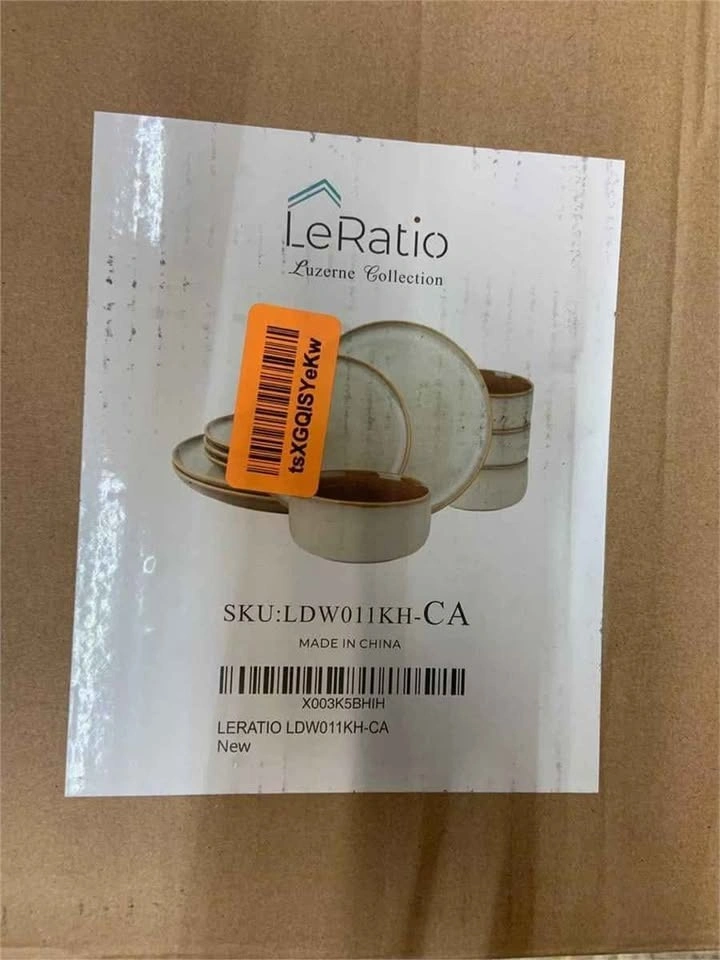 LeRatio
Luzerne Collection
tsXGQISYeKw
SKU:LDW011KH-CA
MADE IN CHINA
X003K5BHIH
LERATIO LDW011KH-CA
New